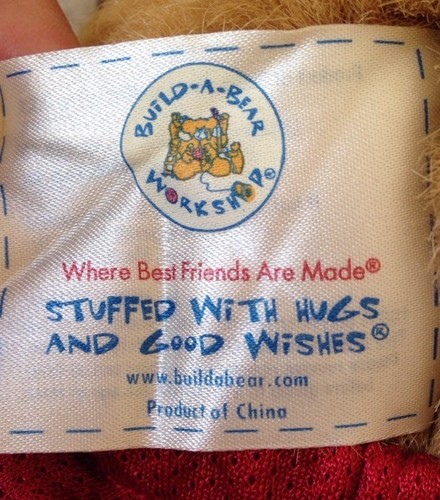 BUILD-A-BEAR
WORKSHOP®
Where Best Friends Are Made®
STUFFED WITH HUGS
AND GOOD WISHES®
www.buildabear.com
Product of China